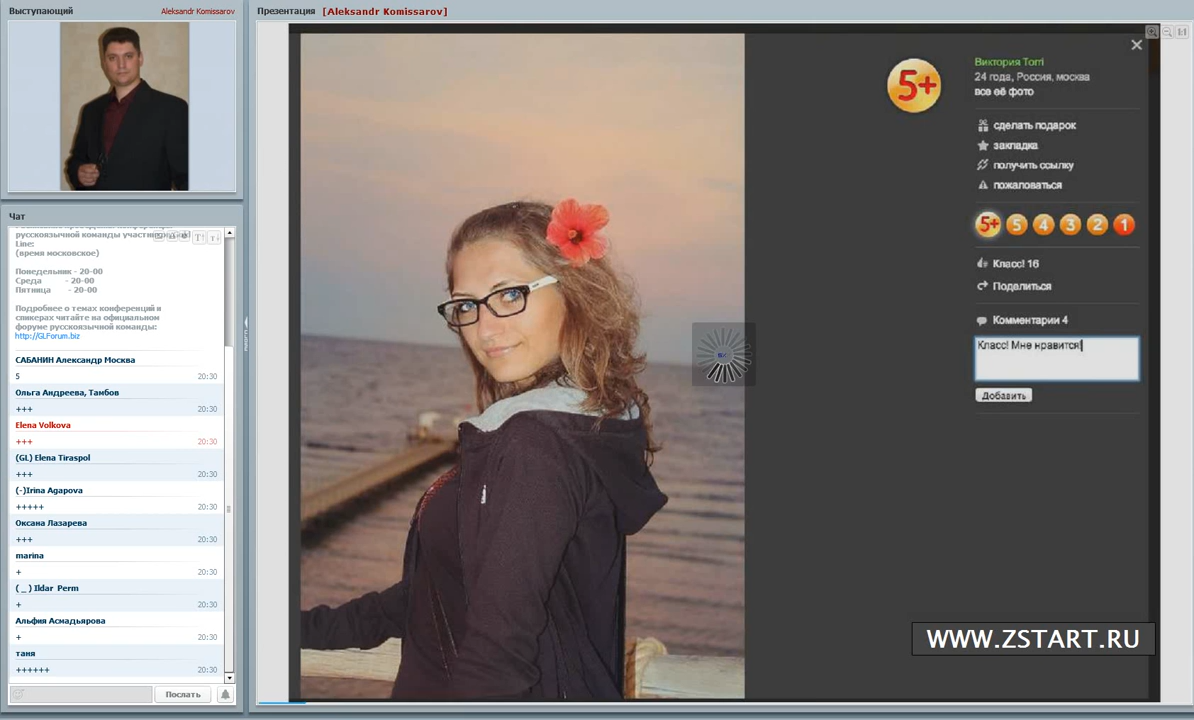 Выступающий
Aleksandr Komissarov
Чат
русскоязычной команды
Line:
(время московское)
Понедельник - 20-00
Среда - 20-00
Пятница - 20-00
Подробнее о темах конференций и
спикерах читайте на официальном
форуме русскоязычной команды:
http://GLForum.biz
САБАНИН Александр Москва
5 20:30
Ольга Андреева, Тамбов
+++ 20:30
Elena Volkova
+++ 20:30
(GL) Elena Tiraspol
+++ 20:30
(-)Irina Agapova
+++++ 20:30
Оксана Лазарева
+++ 20:30
marina
+ 20:30
( _ ) Ildar Perm
+ 20:30
Альфия Асмадьярова
+ 20:30
таня
++++++ 20:30
Послать
Презентация [Aleksandr Komissarov]
5+
Виктория Torri
24 года, Россия, москва
все её фото
сделать подарок
закладка
получить ссылку
пожаловаться
5+ 5 4 3 2 1
Класс! 16
Поделиться
Комментарии 4
Класс! Мне нравится!
Добавить
WWW.ZSTART.RU